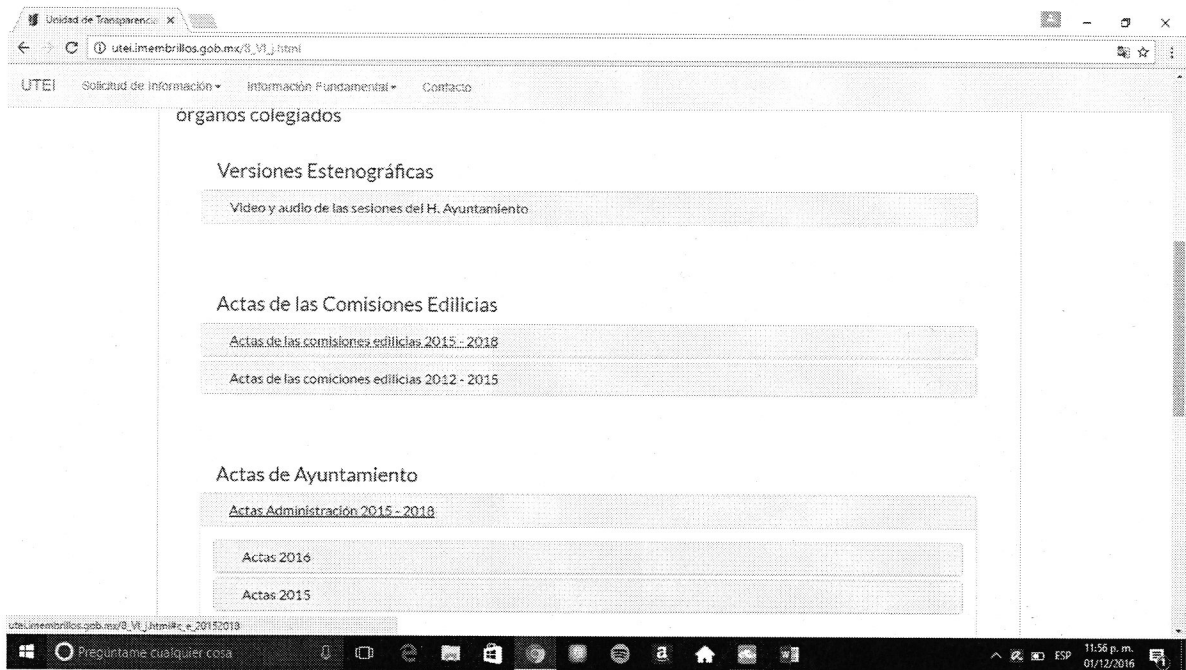 Unidad de Transparencia
utei.imembrillos.gob.mx/8_VI_j.html
UTEI Solicitud de Información Información Fundamental Contacto
órganos colegiados
Versiones Estenográficas
Video y audio de las sesiones del H. Ayuntamiento
Actas de las Comisiones Edilicias
Actas de las comisiones edilicias 2015 - 2018
Actas de las comiciones edilicias 2012 - 2015
Actas de Ayuntamiento
Actas Administración 2015 - 2018
Actas 2016
Actas 2015
utei.imembrillos.gob.mx/8_VI_j.html#c_e_20152018
Pregúntame cualquier cosa
ESP
11:56 p. m.
01/12/2016